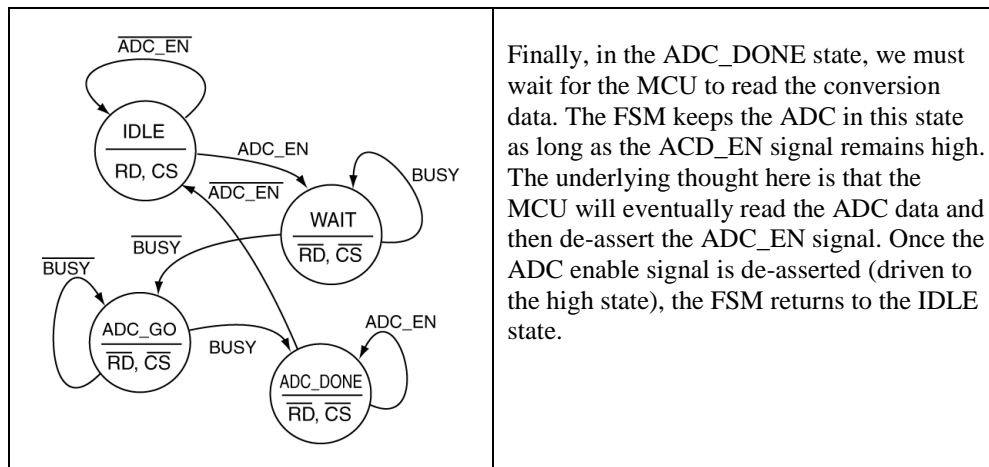 ADC_EN
IDLE
RD, CS
ADC_EN
ADC_EN
BUSY
WAIT
RD, CS
BUSY
BUSY
ADC_GO
RD, CS
BUSY
ADC_EN
ADC_DONE
RD, CS
Finally, in the ADC_DONE state, we must
wait for the MCU to read the conversion
data. The FSM keeps the ADC in this state
as long as the ACD_EN signal remains high.
The underlying thought here is that the
MCU will eventually read the ADC data and
then de-assert the ADC_EN signal. Once the
ADC enable signal is de-asserted (driven to
the high state), the FSM returns to the IDLE
state.